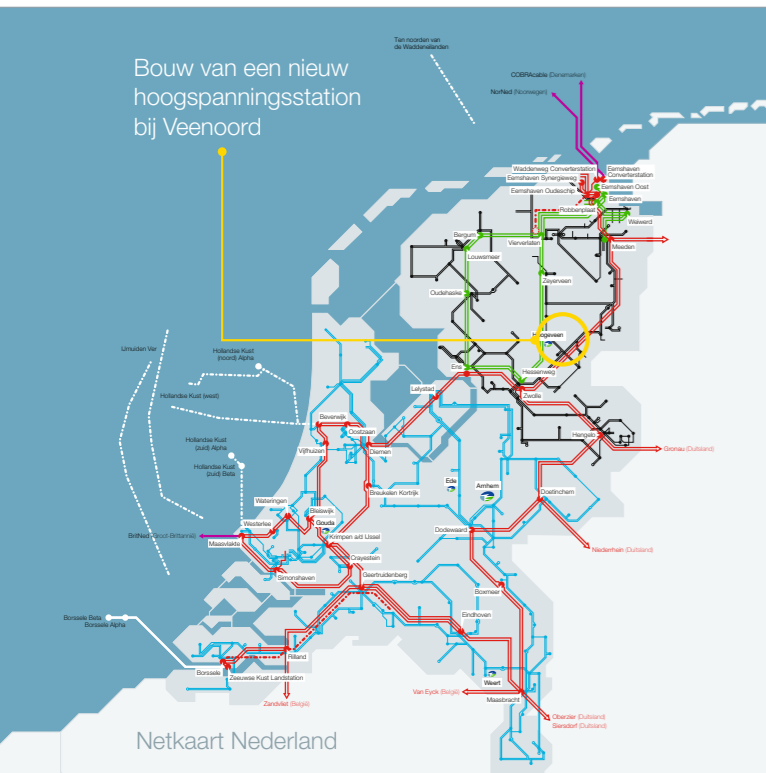 Ten noorden van
de Waddeneilanden
Bouw van een nieuw
hoogspanningsstation
bij Veenoord
COBRAcable (Denemarken)
NorNed (Noorwegen)
Waddenweg Converterstation
Eemshaven
Converterstation
Eemshaven Synergieweg
Eemshaven Oost
Eemshaven Oudeschip
Eemshaven
Robbenplaat
Weiwerd
Bergum
Vierverlaten
Meeden
Louwsmeer
Zeyerveen
Oudehaske
Hoogeveen
IJmuiden Ver
Hollandse Kust
(noord) Alpha
Ens
Hessenweg
Lelystad
Zwolle
Hollandse Kust (west)
Beverwijk
Oostzaan
Hengelo
Hollandse Kust
(zuid) Alpha
Vijfhuizen
Diemen
Gronau (Duitsland)
Hollandse Kust
(zuid) Beta
Ede
Arnhem
Breukelen Kortrijk
Doetinchem
Wateringen
Bleiswijk
Gouda
Westerlee
Dodewaard
BritNed (Groot-Brittannië)
Maasvlakte
Krimpen a/d IJssel
Niederrhein (Duitsland)
Crayestein
Simonshaven
Geertruidenberg
Boxmeer
Eindhoven
Borssele Beta
Borssele Alpha
Rilland
Borssele
Zeeuwse Kust Landstation
Weert
Zandvliet (België)
Van Eyck (België)
Maasbracht
Oberzier (Duitsland)
Siersdorf (Duitsland)
Netkaart Nederland